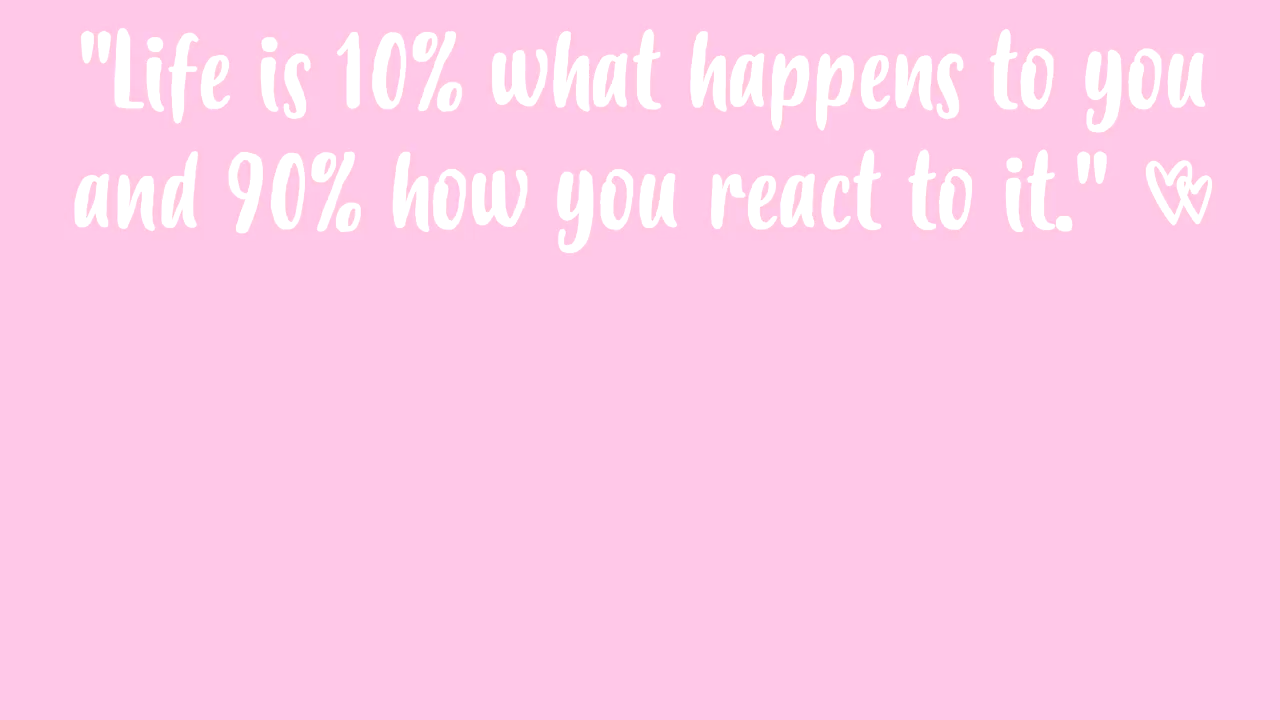 "Life is 10% what happens to you
and 90% how you react to it."